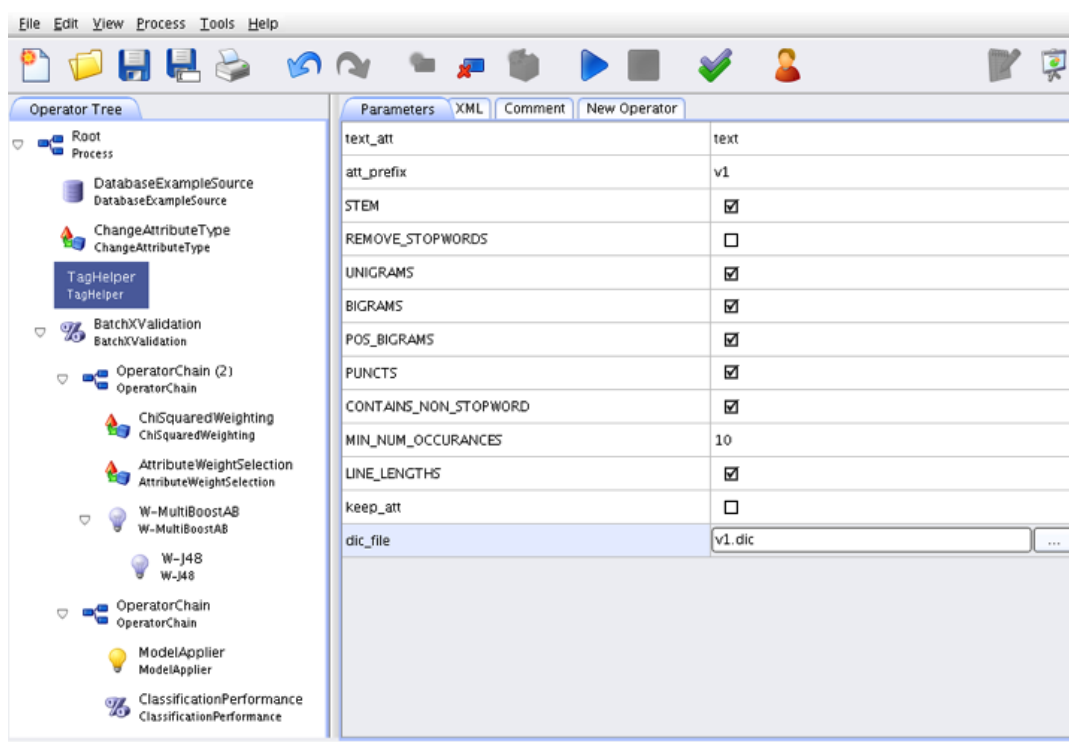 File Edit View Process Tools Help
Operator Tree
Root
Process
DatabaseExampleSource
DatabaseExampleSource
ChangeAttributeType
ChangeAttributeType
TagHelper
TagHelper
BatchXValidation
BatchXValidation
OperatorChain (2)
OperatorChain
ChiSquaredWeighting
ChiSquaredWeighting
AttributeWeightSelection
AttributeWeightSelection
W-MultiBoostAB
W-MultiBoostAB
W-J48
W-J48
OperatorChain
OperatorChain
ModelApplier
ModelApplier
ClassificationPerformance
ClassificationPerformance
Parameters XML Comment New Operator
text_att text
att_prefix v1
STEM
REMOVE_STOPWORDS
UNIGRAMS
BIGRAMS
POS_BIGRAMS
PUNCTS
CONTAINS_NON_STOPWORD
MIN_NUM_OCCURANCES 10
LINE_LENGTHS
keep_att
dic_file v1.dic ...